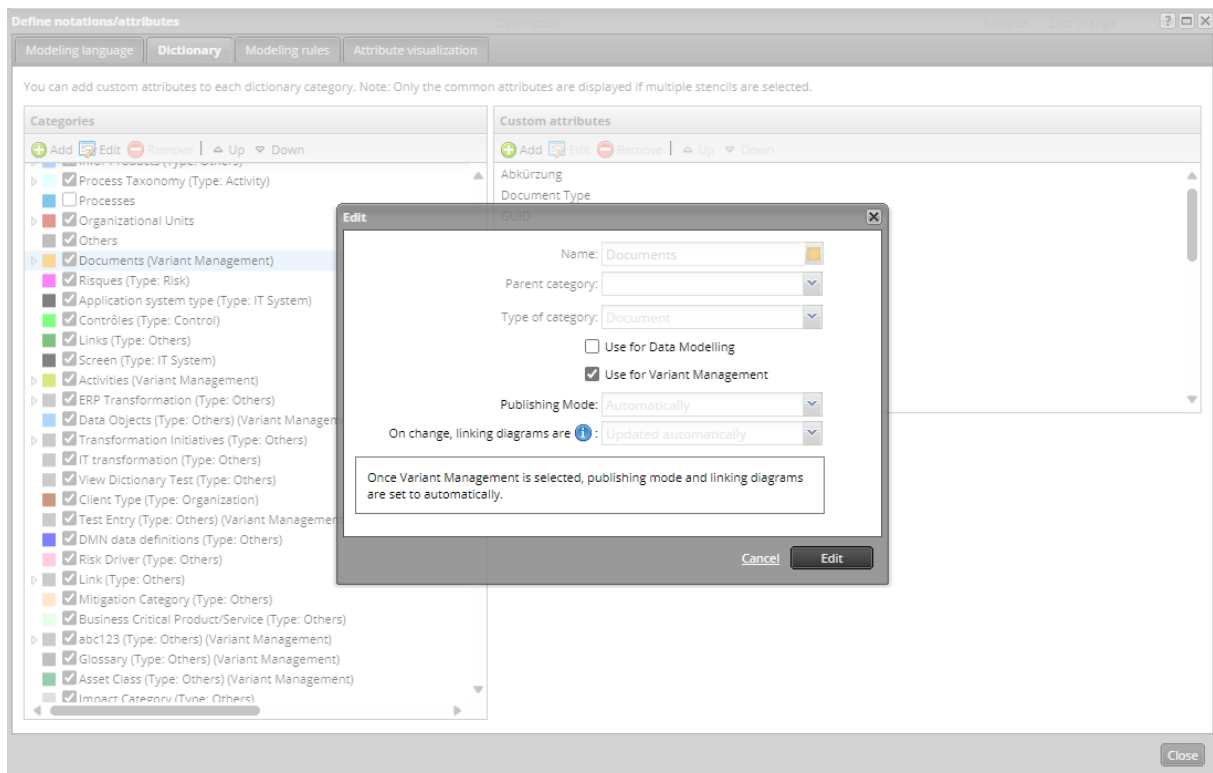 Define notations/attributes
Description
Last change
Modeling language
Dictionary
Modeling rules
Attribute visualization
You can add custom attributes to each dictionary category. Note: Only the common attributes are displayed if multiple stencils are selected.
Categories
Add Edit Remove Up Down
Process Taxonomy (Type: Activity)
Processes
Organizational Units
Others
Documents (Variant Management)
Risques (Type: Risk)
Application system type (Type: IT System)
Contrôles (Type: Control)
Links (Type: Others)
Screen (Type: IT System)
Activities (Variant Management)
ERP Transformation (Type: Others)
Data Objects (Type: Others) (Variant Managem
Transformation Initiatives (Type: Others)
IT transformation (Type: Others)
View Dictionary Test (Type: Others)
Client Type (Type: Organization)
Test Entry (Type: Others) (Variant Managemen
DMN data definitions (Type: Others)
Risk Driver (Type: Others)
Link (Type: Others)
Mitigation Category (Type: Others)
Business Critical Product/Service (Type: Others)
abc123 (Type: Others) (Variant Management)
Glossary (Type: Others) (Variant Management)
Asset Class (Type: Others) (Variant Management)
Impact Category (Type: Others)
Custom attributes
Add Edit Remove Up Down
Abkürzung
Document Type
GUID
Edit
Name: Documents
Parent category:
Type of category: Document
Use for Data Modelling
Use for Variant Management
Publishing Mode: Automatically
On change, linking diagrams are : Updated automatically
Once Variant Management is selected, publishing mode and linking diagrams
are set to automatically.
Cancel
Edit
Close